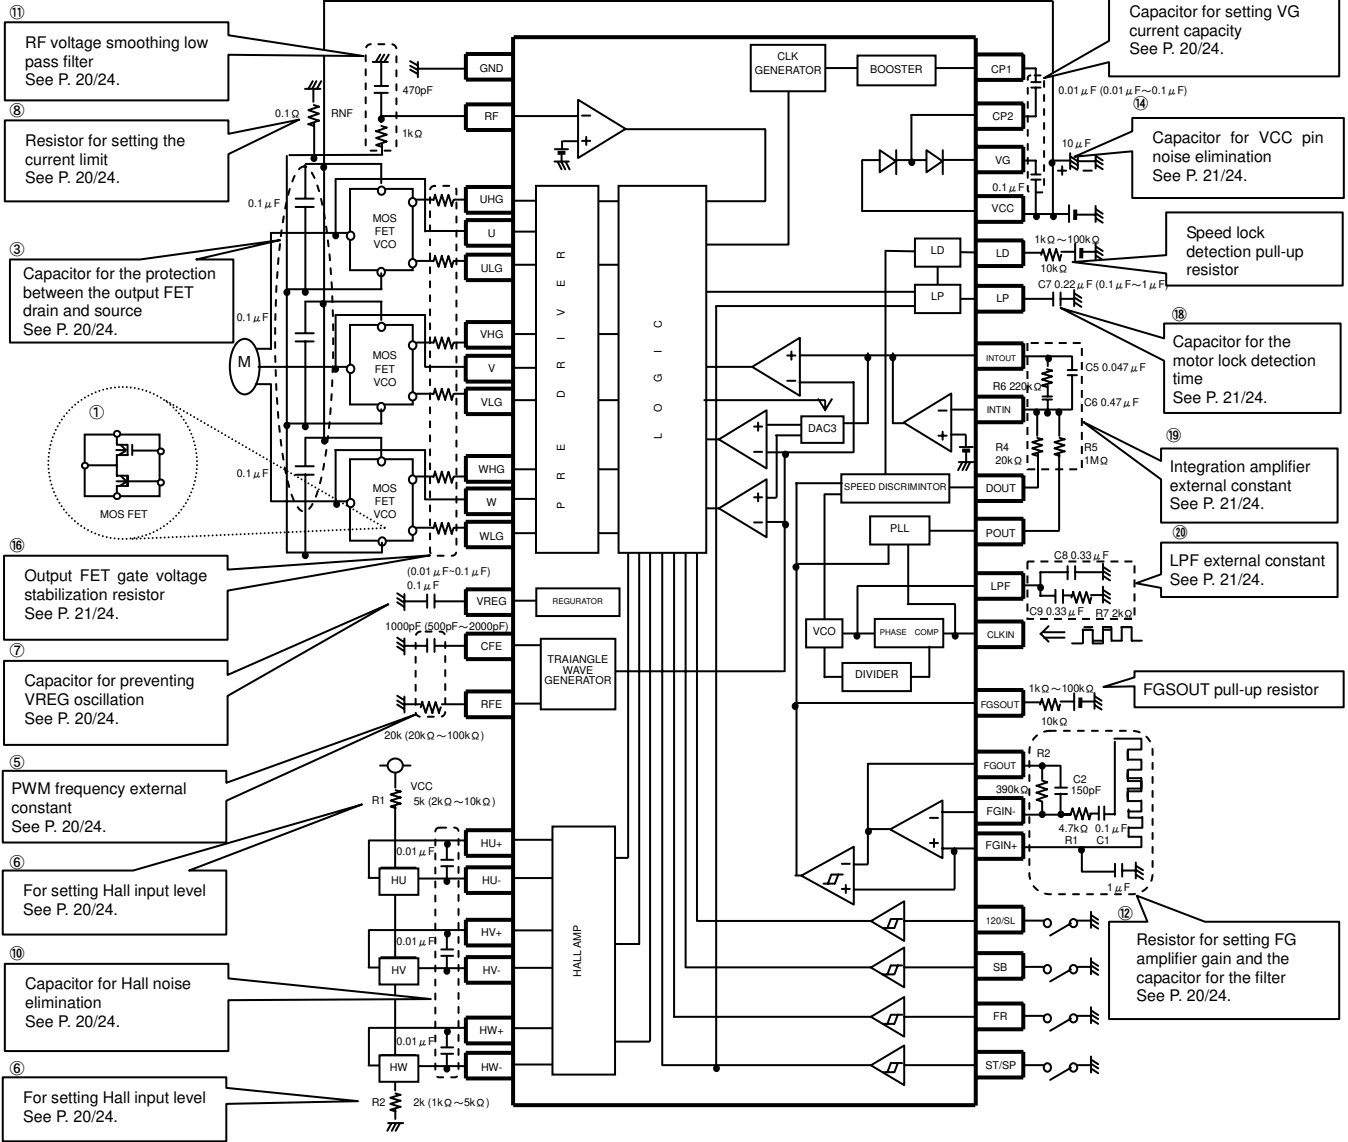 ⑪
RF voltage smoothing low
pass filter
See P. 20/24.
⑧
Resistor for setting the
current limit
See P. 20/24.
③
Capacitor for the protection
between the output FET
drain and source
See P. 20/24.
①
MOS FET
⑯
Output FET gate voltage
stabilization resistor
See P. 21/24.
⑦
Capacitor for preventing
VREG oscillation
See P. 20/24.
⑤
PWM frequency external
constant
See P. 20/24.
⑥
For setting Hall input level
See P. 20/24.
⑩
Capacitor for Hall noise
elimination
See P. 20/24.
⑥
For setting Hall input level
See P. 20/24.
470pF
0.1Ω
RNF
1kΩ
0.1μF
0.1μF
0.1μF
M
MOS
FET
VCO
MOS
FET
VCO
MOS
FET
VCO
(0.01μF~0.1μF)
0.1μF
1000pF (500pF~2000pF)
20k (20kΩ~100kΩ)
VCC
R1
5k (2kΩ~10kΩ)
0.01μF
HU
0.01μF
HV
0.01μF
HW
R2
2k (1kΩ~5kΩ)
GND
RF
UHG
U
ULG
VHG
V
VLG
WHG
W
WLG
VREG
CFE
RFE
HU+
HU-
HV+
HV-
HW+
HW-
PRE DRIVER
LOGIC
REGURATOR
TRAIANGLE
WAVE
GENERATOR
HALL AMP
CLK
GENERATOR
BOOSTER
LD
LP
DAC3
SPEED DISCRIMINTOR
PLL
VCO
PHASE COMP
DIVIDER
CP1
CP2
VG
VCC
LD
LP
INTOUT
INTIN
DOUT
POUT
LPF
CLKIN
FGSOUT
FGOUT
FGIN-
FGIN+
120/SL
SB
FR
ST/SP
Capacitor for setting VG
current capacity
See P. 20/24.
0.01μF (0.01μF~0.1μF)
⑭
10μF
+
0.1μF
Capacitor for VCC pin
noise elimination
See P. 21/24.
1kΩ~100kΩ
10kΩ
Speed lock
detection pull-up
resistor
C7 0.22μF (0.1μF~1μF)
⑱
Capacitor for the
motor lock detection
time
See P. 21/24.
C5 0.047μF
R6 220kΩ
C6 0.47μF
R4
20kΩ
R5
1MΩ
⑲
Integration amplifier
external constant
See P. 21/24.
⑳
LPF external constant
See P. 21/24.
C8 0.33μF
C9 0.33μF
R7 2kΩ
1kΩ~100kΩ
10kΩ
FGSOUT pull-up resistor
R2
390kΩ
C2
150pF
4.7kΩ
R1
0.1μF
C1
1μF
⑫
Resistor for setting FG
amplifier gain and the
capacitor for the filter
See P. 20/24.